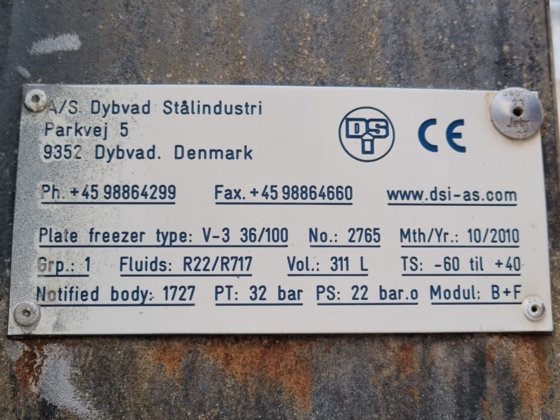 A/S Dybvad Stålindustri
Parkvej 5
9352 Dybvad. Denmark
DSI
CE
Ph. +45 98864299 Fax. +45 98864660 www.dsi-as.com
Plate freezer type: V-3 36/100 No.: 2765 Mth/Yr.: 10/2010
Grp.: 1 Fluids: R22/R717 Vol.: 311 L TS: -60 til +40
Notified body: 1727 PT: 32 bar PS: 22 bar.o Modul: B+F